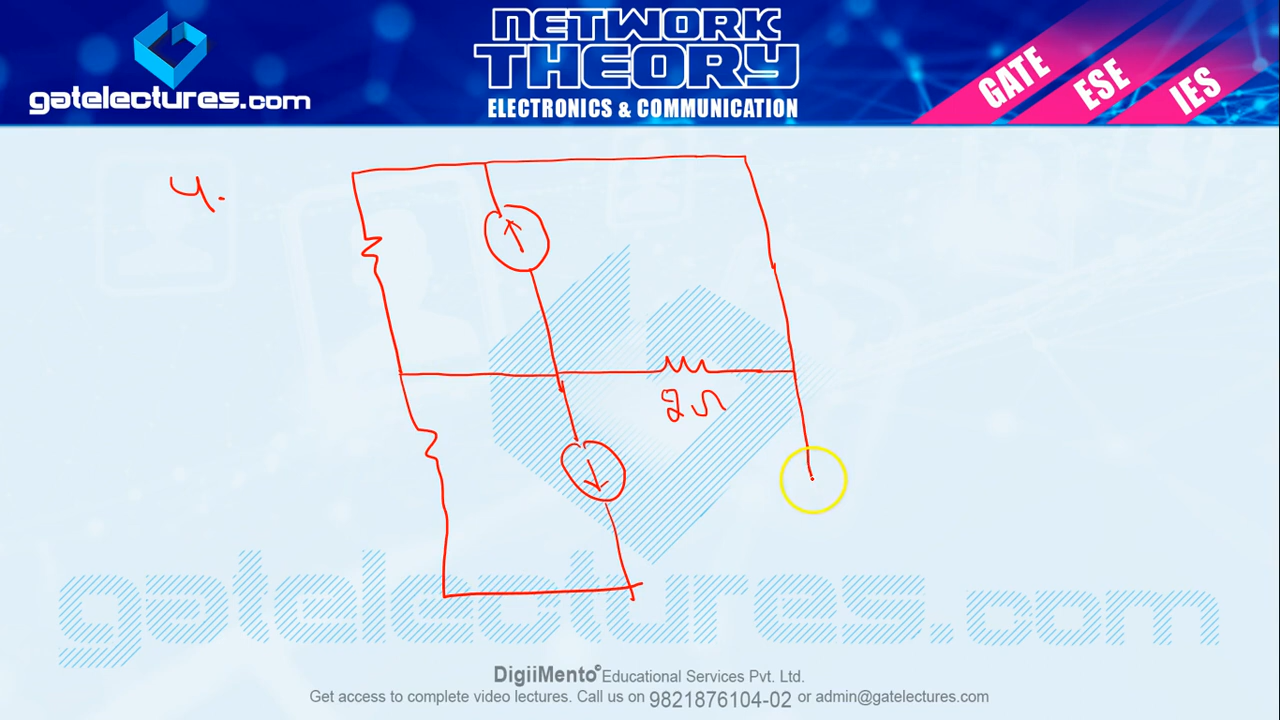 gatelectures.com
NETWORK
THEORY
ELECTRONICS & COMMUNICATION
GATE
ESE
IES
4.
2Ω
gatelectures.com
DigiiMento© Educational Services Pvt. Ltd.
Get access to complete video lectures. Call us on 9821876104-02 or admin@gatelectures.com